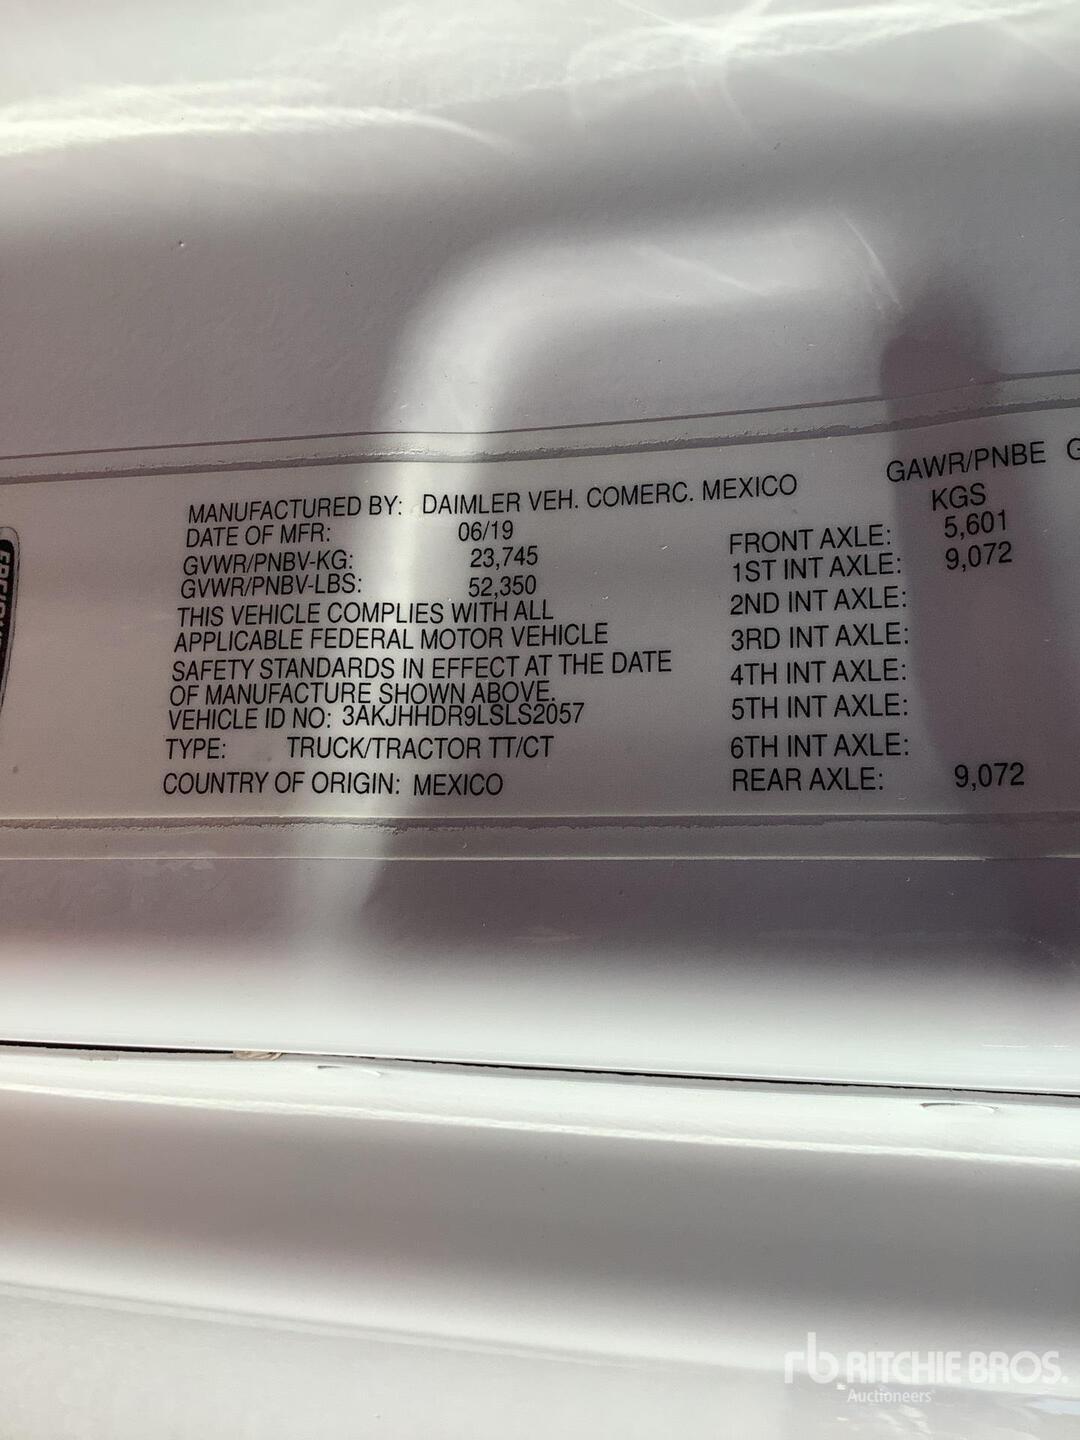 MANUFACTURED BY: DAIMLER VEH. COMERC. MEXICO
DATE OF MFR: 06/19
GVWR/PNBV-KG: 23,745
GVWR/PNBV-LBS: 52,350
THIS VEHICLE COMPLIES WITH ALL
APPLICABLE FEDERAL MOTOR VEHICLE
SAFETY STANDARDS IN EFFECT AT THE DATE
OF MANUFACTURE SHOWN ABOVE.
VEHICLE ID NO: 3AKJHHDR9LSLS2057
TYPE: TRUCK/TRACTOR TT/CT
COUNTRY OF ORIGIN: MEXICO
GAWR/PNBE G
KGS
FRONT AXLE: 5,601
1ST INT AXLE: 9,072
2ND INT AXLE:
3RD INT AXLE:
4TH INT AXLE:
5TH INT AXLE:
6TH INT AXLE:
REAR AXLE: 9,072
rb RITCHIE BROS.
Auctioneers